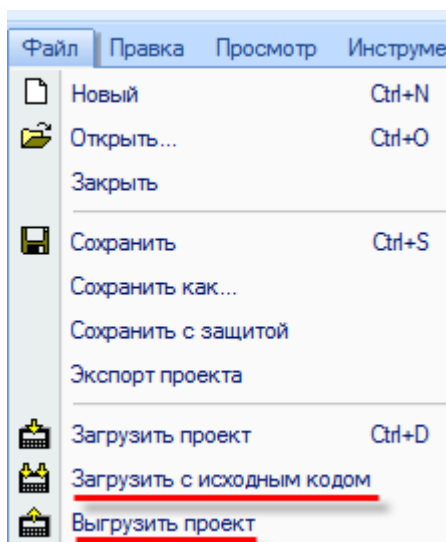 Файл Правка Просмотр Инструме
Новый Ctrl+N
Открыть... Ctrl+O
Закрыть
Сохранить Ctrl+S
Сохранить как...
Сохранить с защитой
Экспорт проекта
Загрузить проект Ctrl+D
Загрузить с исходным кодом
Выгрузить проект